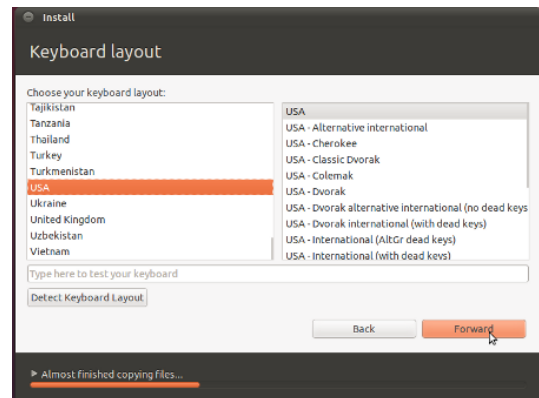 Install
Keyboard layout
Choose your keyboard layout:
Tajikistan
Tanzania
Thailand
Turkey
Turkmenistan
USA
Ukraine
United Kingdom
Uzbekistan
Vietnam
USA
USA - Alternative international
USA - Cherokee
USA - Classic Dvorak
USA - Colemak
USA - Dvorak
USA - Dvorak alternative international (no dead keys
USA - Dvorak international (with dead keys)
USA - International (AltGr dead keys)
USA - International (with dead keys)
Type here to test your keyboard
Detect Keyboard Layout
Back
Forward
Almost finished copying files...